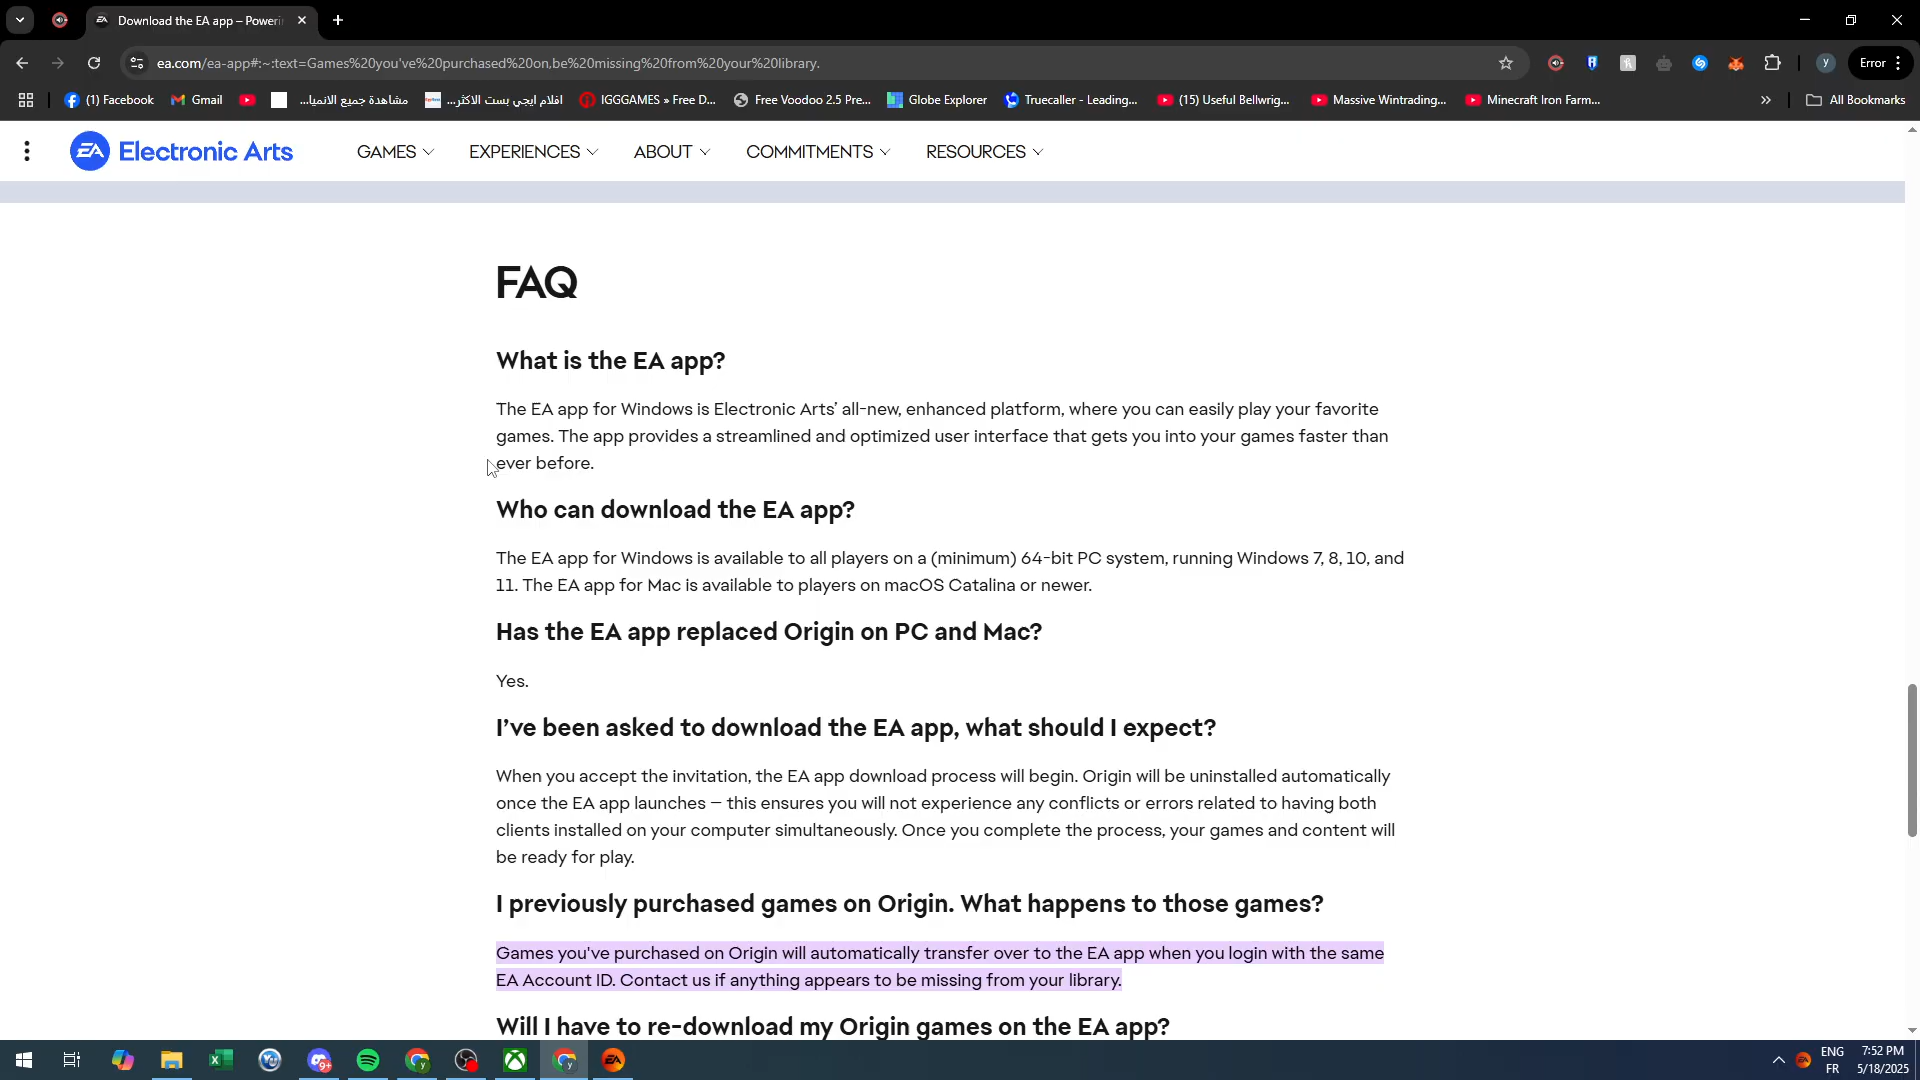 Download the EA app – Powerin
ea.com/ea-app#:~:text=Games%20you've%20purchased%20on,be%20missing%20from%20your%20library.
y
Error
(1) Facebook
Gmail
مشاهدة جميع الانميا...
افلام ايجي بست الاكثر...
IGGGAMES » Free D...
Free Voodoo 2.5 Pre...
Globe Explorer
Truecaller - Leading...
(15) Useful Bellwrig...
Massive Wintrading...
Minecraft Iron Farm...
»
All Bookmarks
EA Electronic Arts
GAMES
EXPERIENCES
ABOUT
COMMITMENTS
RESOURCES
FAQ
What is the EA app?
The EA app for Windows is Electronic Arts’ all-new, enhanced platform, where you can easily play your favorite
games. The app provides a streamlined and optimized user interface that gets you into your games faster than
ever before.
Who can download the EA app?
The EA app for Windows is available to all players on a (minimum) 64-bit PC system, running Windows 7, 8, 10, and
11. The EA app for Mac is available to players on macOS Catalina or newer.
Has the EA app replaced Origin on PC and Mac?
Yes.
I’ve been asked to download the EA app, what should I expect?
When you accept the invitation, the EA app download process will begin. Origin will be uninstalled automatically
once the EA app launches – this ensures you will not experience any conflicts or errors related to having both
clients installed on your computer simultaneously. Once you complete the process, your games and content will
be ready for play.
I previously purchased games on Origin. What happens to those games?
Games you've purchased on Origin will automatically transfer over to the EA app when you login with the same
EA Account ID. Contact us if anything appears to be missing from your library.
Will I have to re-download my Origin games on the EA app?
9+
y
y
EA
ENG
FR
7:52 PM
5/18/2025